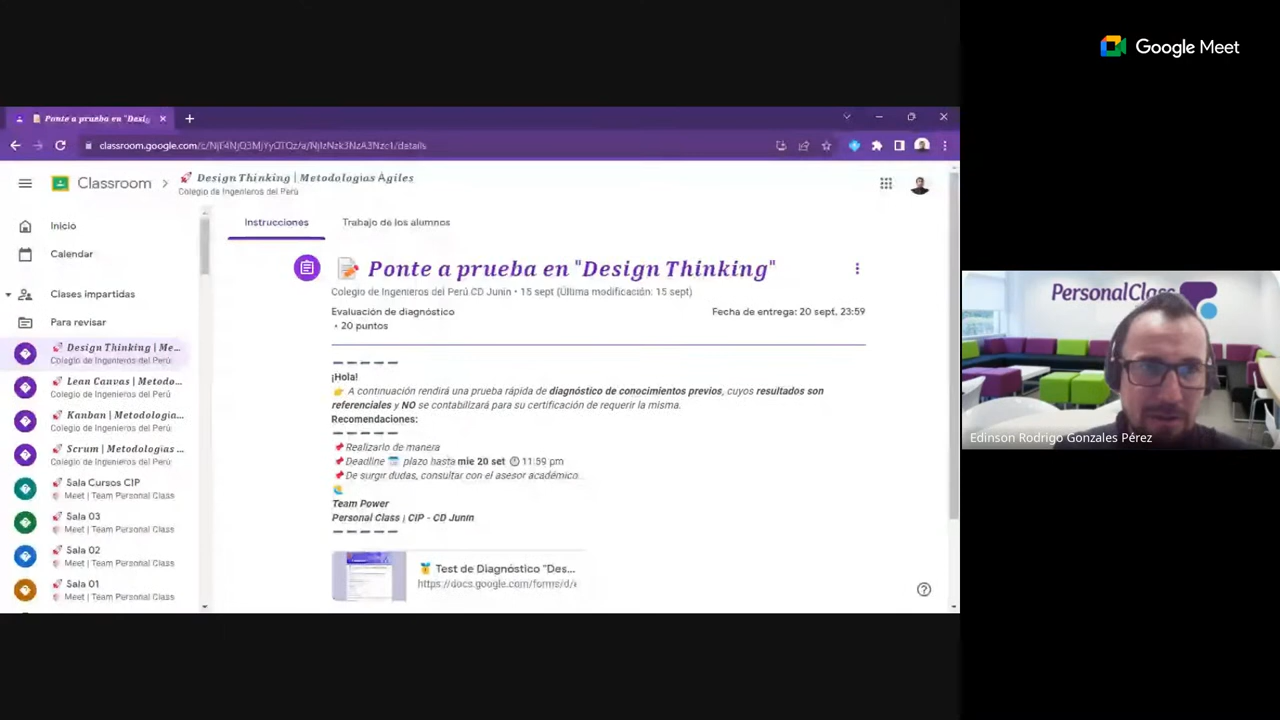 Google Meet
Ponte a prueba en "Desig
classroom.google.com/c/
Classroom
🚀 Design Thinking | Metodologías Ágiles
Colegio de Ingenieros del Perú
Inicio
Calendar
Clases impartidas
Para revisar
🚀 Design Thinking | Me...
Colegio de Ingenieros del Perú
🚀 Lean Canvas | Metodo...
Colegio de Ingenieros del Perú
🚀 Kanban | Metodologia...
Colegio de Ingenieros del Perú
🚀 Scrum | Metodologías ...
Colegio de Ingenieros del Perú
🚀 Sala Cursos CIP
Meet | Team Personal Class
🚀 Sala 03
Meet | Team Personal Class
🚀 Sala 02
Meet | Team Personal Class
🚀 Sala 01
Meet | Team Personal Class
Instrucciones
Trabajo de los alumnos
📝 Ponte a prueba en "Design Thinking"
Colegio de Ingenieros del Perú CD Junín • 15 sept (Última modificación: 15 sept)
Evaluación de diagnóstico
• 20 puntos
Fecha de entrega: 20 sept, 23:59
— — — — —
¡Hola!
👉 A continuación rendirá una prueba rápida de diagnóstico de conocimientos previos, cuyos resultados son
referenciales y NO se contabilizará para su certificación de requerir la misma.
Recomendaciones:
— — — — —
📌Realizarlo de manera
📌Deadline 🗓 plazo hasta mie 20 set 🕚11:59 pm
📌De surgir dudas, consultar con el asesor académico.
Team Power
Personal Class | CIP - CD Junín
— — — — —
🏅 Test de Diagnóstico "Des...
https://docs.google.com/forms/d/e
PersonalClass
Edinson Rodrigo Gonzales Pérez